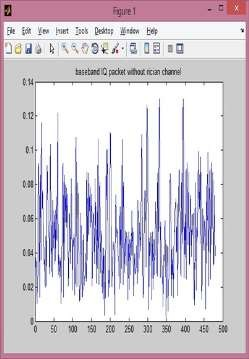 Figure 1
File Edit View Insert Tools Desktop Window Help
baseband IQ packet without rician channel
0.14
0.12
0.1
0.08
0.06
0.04
0.02
0
0 50 100 150 200 250 300 350 400 450 500